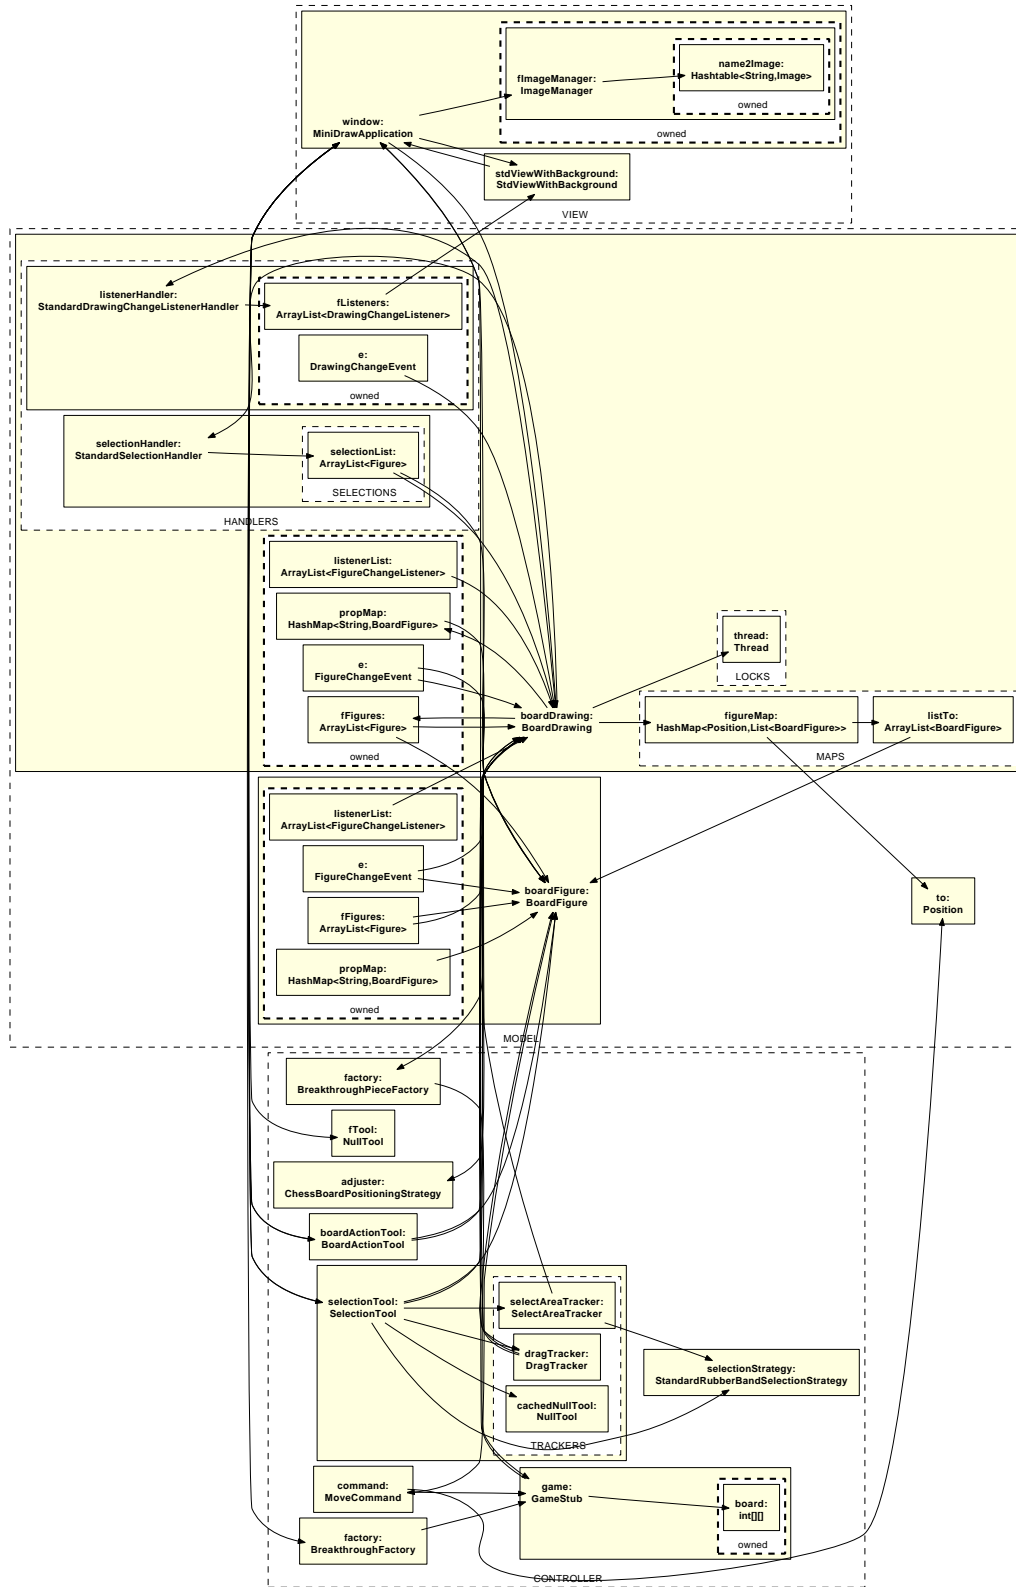 name2Image:
Hashtable<String,Image>
owned
fImageManager:
ImageManager
owned
window:
MiniDrawApplication
stdViewWithBackground:
StdViewWithBackground
VIEW
listenerHandler:
StandardDrawingChangeListenerHandler
fListeners:
ArrayList<DrawingChangeListener>
e:
DrawingChangeEvent
owned
selectionHandler:
StandardSelectionHandler
selectionList:
ArrayList<Figure>
SELECTIONS
HANDLERS
listenerList:
ArrayList<FigureChangeListener>
propMap:
HashMap<String,BoardFigure>
e:
FigureChangeEvent
fFigures:
ArrayList<Figure>
owned
boardDrawing:
BoardDrawing
thread:
Thread
LOCKS
figureMap:
HashMap<Position,List<BoardFigure>>
listTo:
ArrayList<BoardFigure>
MAPS
listenerList:
ArrayList<FigureChangeListener>
e:
FigureChangeEvent
fFigures:
ArrayList<Figure>
propMap:
HashMap<String,BoardFigure>
owned
boardFigure:
BoardFigure
to:
Position
MODEL
factory:
BreakthroughPieceFactory
fTool:
NullTool
adjuster:
ChessBoardPositioningStrategy
boardActionTool:
BoardActionTool
selectionTool:
SelectionTool
selectAreaTracker:
SelectAreaTracker
dragTracker:
DragTracker
cachedNullTool:
NullTool
TRACKERS
selectionStrategy:
StandardRubberBandSelectionStrategy
command:
MoveCommand
game:
GameStub
board:
int[][]
owned
factory:
BreakthroughFactory
CONTROLLER